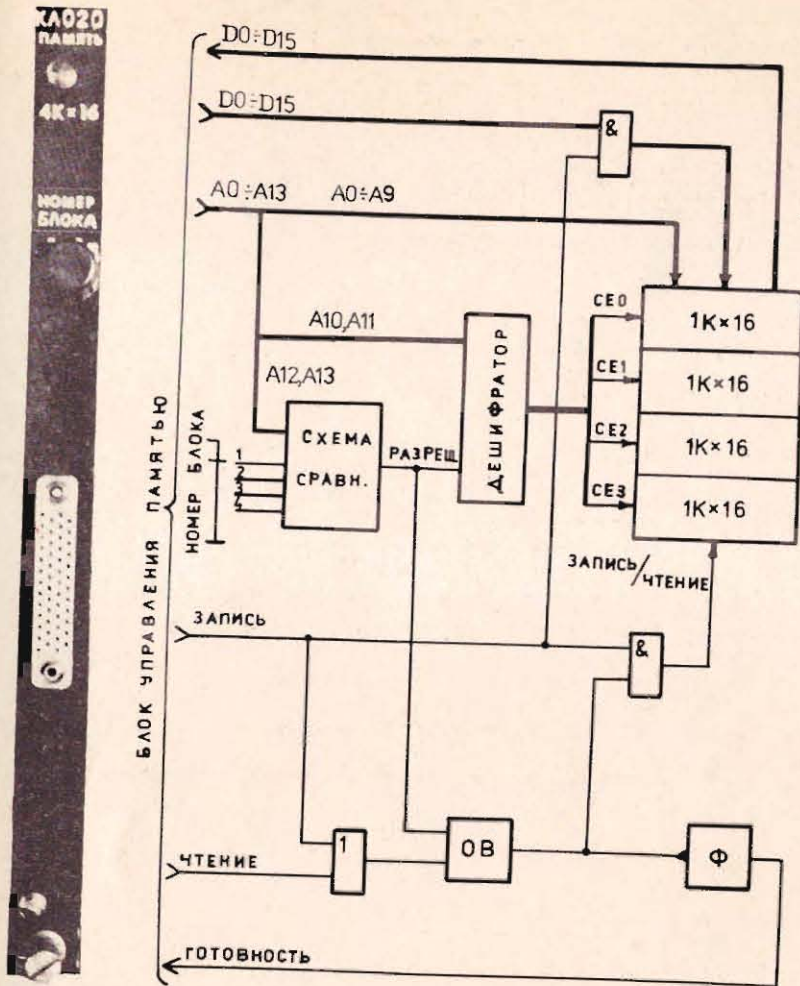 КЛ020
ПАМЯТЬ
4К×16
НОМЕР
БЛОКА
БЛОК УПРАВЛЕНИЯ ПАМЯТЬЮ
D0÷D15
D0÷D15
&
A0÷A13
A0÷A9
A10,A11
A12,A13
НОМЕР БЛОКА
1
2
3
4
СХЕМА
СРАВН.
РАЗРЕШ
ДЕШИФРАТОР
CE0
CE1
CE2
CE3
1К×16
1К×16
1К×16
1К×16
ЗАПИСЬ/ЧТЕНИЕ
ЗАПИСЬ
&
1
ОВ
Ф
ЧТЕНИЕ
ГОТОВНОСТЬ